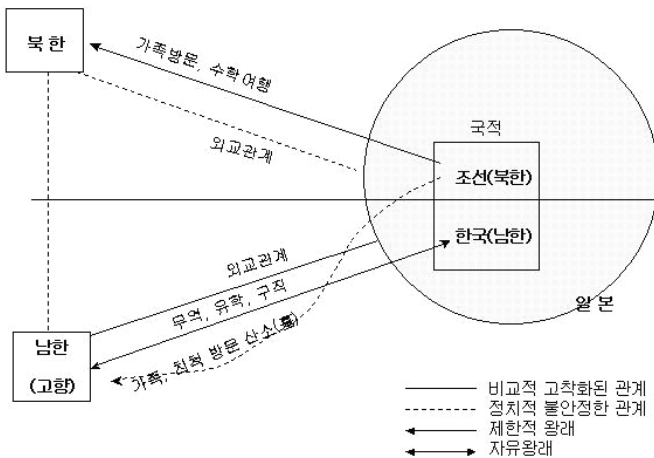 북한
가족방문, 수학여행
외교관계
국적
조선(북한)
한국(남한)
일본
외교관계
무역, 유학, 구직
가족, 친척 방문 산소(墓)
남한
(고향)
비교적 고착화된 관계
정치적 불안정한 관계
제한적 왕래
자유왕래